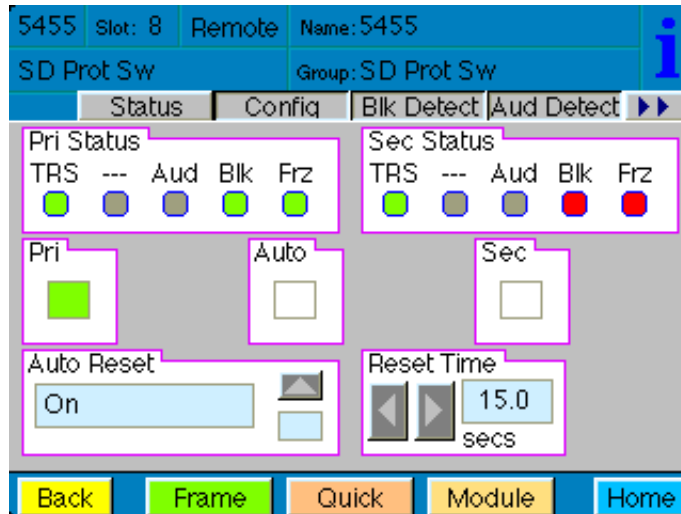 5455 Slot: 8 Remote Name:5455
SD Prot Sw Group:SD Prot Sw
i
Status Config Blk Detect Aud Detect
Pri Status Sec Status
TRS --- Aud Blk Frz TRS --- Aud Blk Frz
Pri Auto Sec
Auto Reset Reset Time
On 15.0
secs
Back Frame Quick Module Home